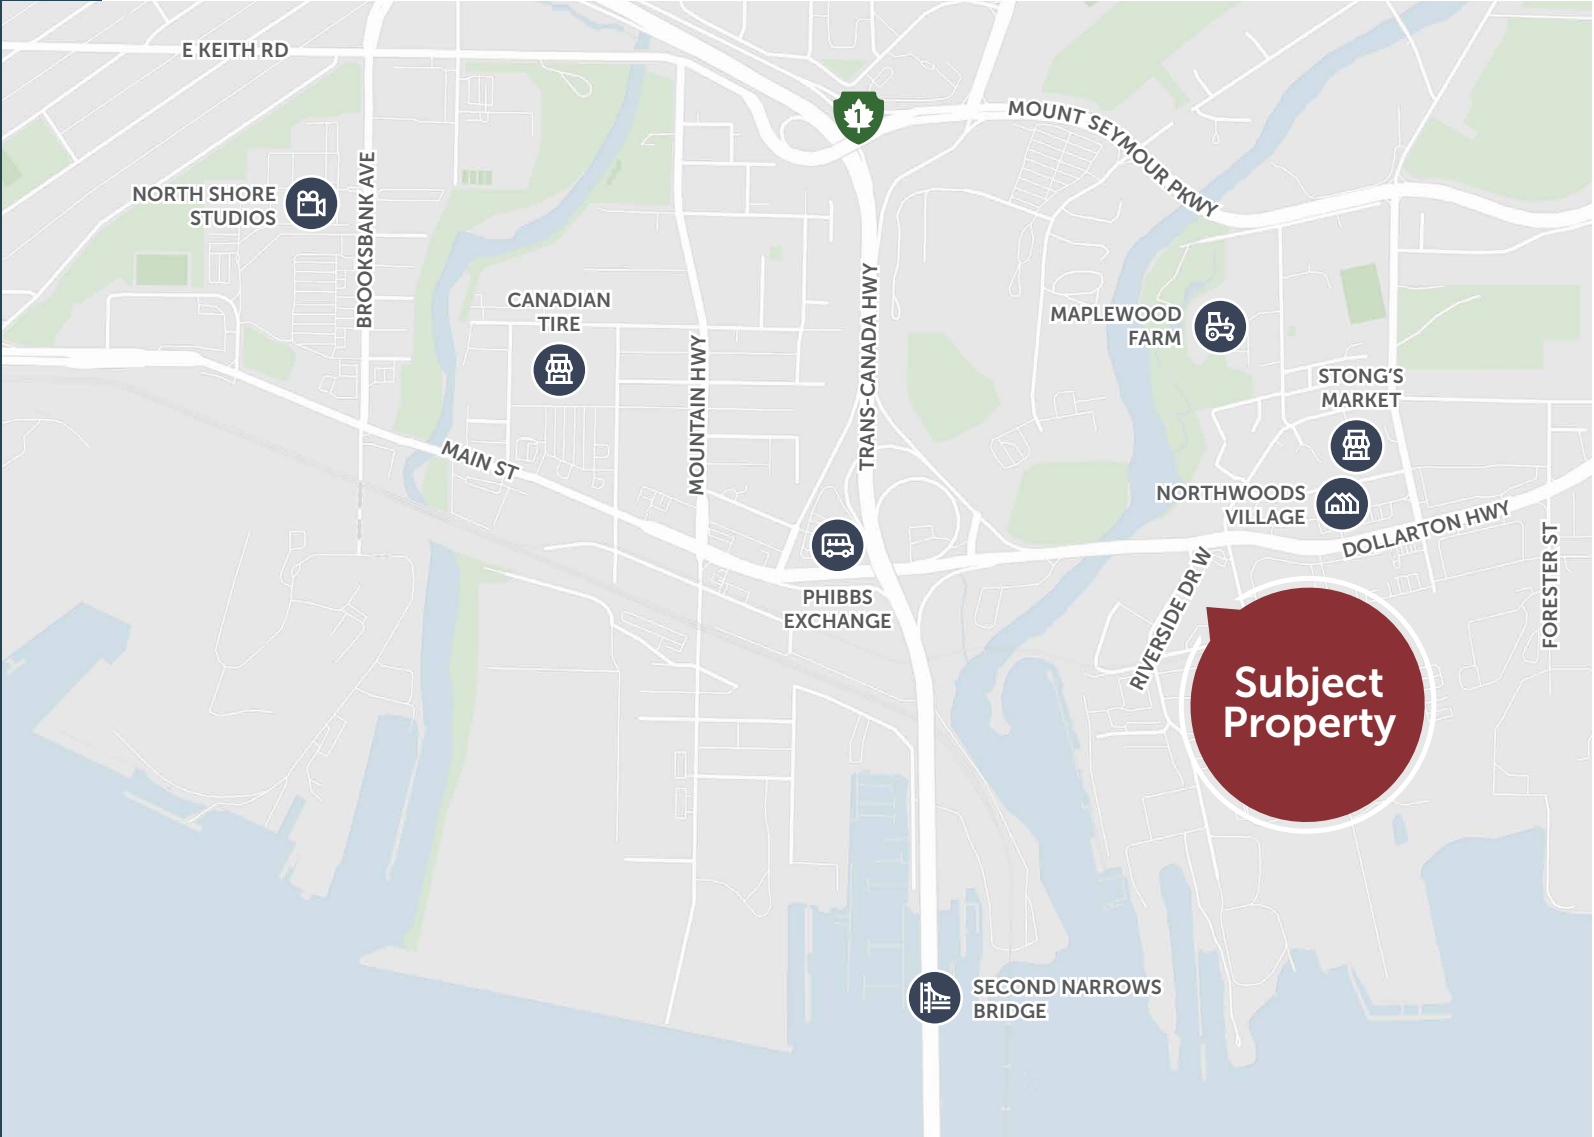 E KEITH RD
1
MOUNT SEYMOUR PKWY
NORTH SHORE
STUDIOS
BROOKSBANK AVE
CANADIAN
TIRE
TRANS-CANADA HWY
MAPLEWOOD
FARM
MOUNTAIN HWY
STONG'S
MARKET
MAIN ST
NORTHWOODS
VILLAGE
DOLLARTON HWY
PHIBBS
EXCHANGE
RIVERSIDE DR W
FORESTER ST
Subject
Property
SECOND NARROWS
BRIDGE